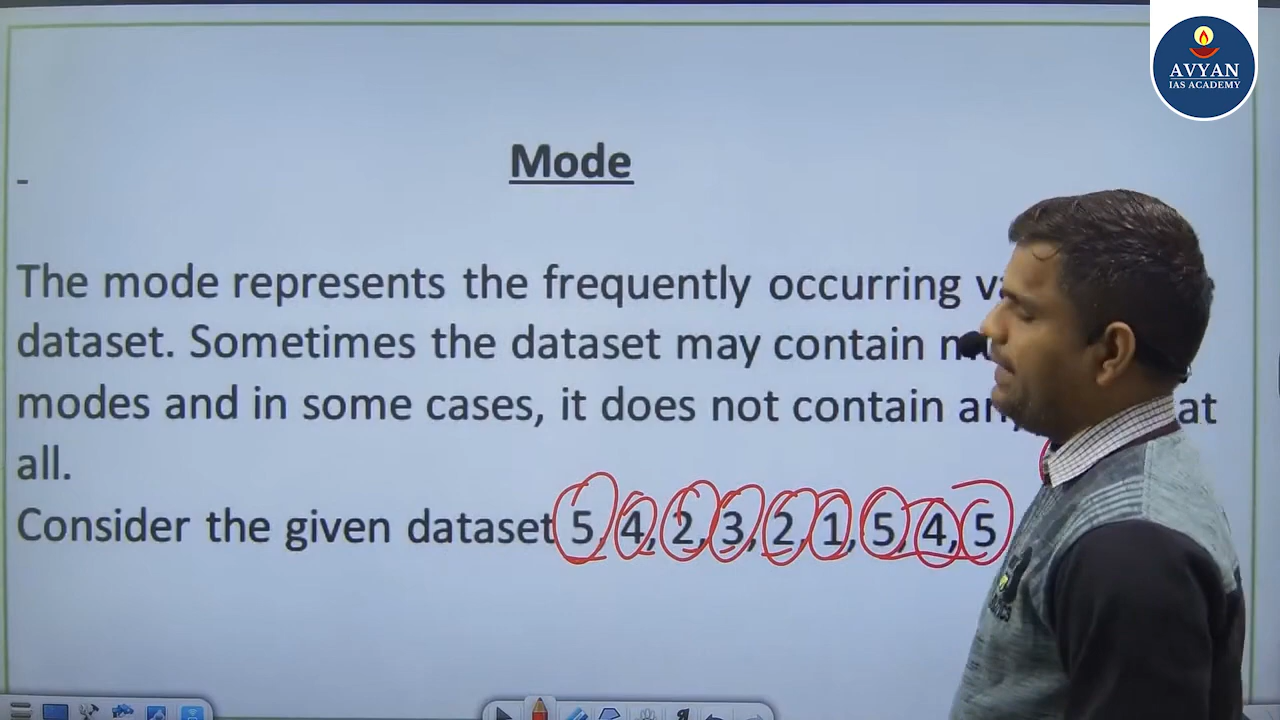 AVYAN
IAS ACADEMY
Mode
The mode represents the frequently occurring
dataset. Sometimes the dataset may contain
modes and in some cases, it does not contain at
all.
Consider the given dataset 5, 4, 2, 3, 2, 1, 5, 4, 5